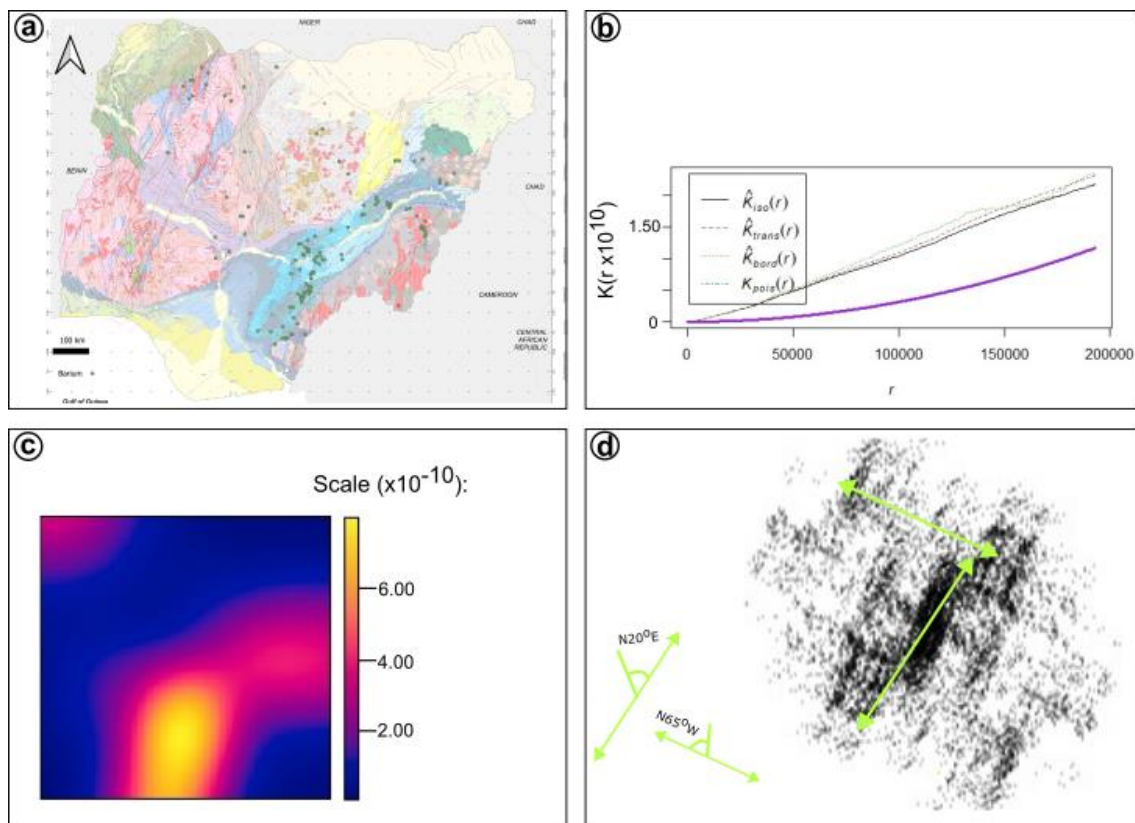 a
NIGER
CHAD
BENIN
CHAD
CAMEROON
CENTRAL
AFRICAN
REPUBLIC
100 km
Barium
Gulf of Guinea
b
K(r x10¹⁰)
1.50
0
K̂iso(r)
K̂trans(r)
K̂bord(r)
Kpois(r)
0 50000 100000 150000 200000
r
c
Scale (x10⁻¹⁰):
6.00
4.00
2.00
d
N20°E
N65°W